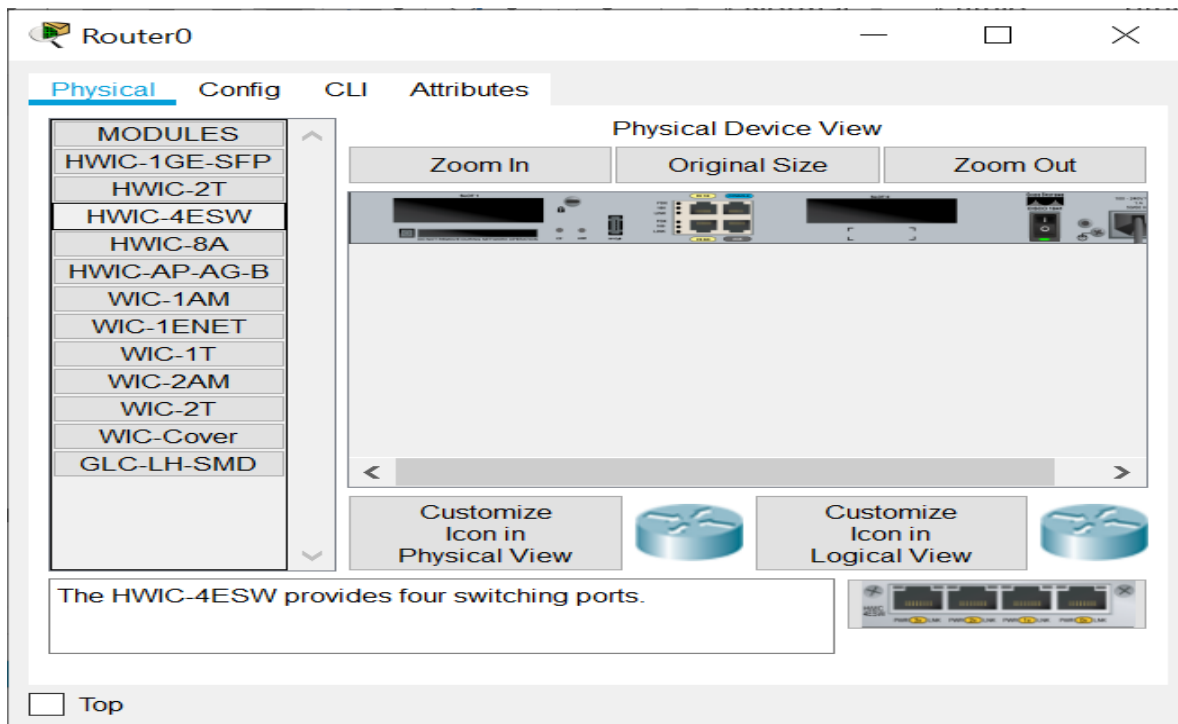 Router0
Physical Config CLI Attributes
MODULES
HWIC-1GE-SFP
HWIC-2T
HWIC-4ESW
HWIC-8A
HWIC-AP-AG-B
WIC-1AM
WIC-1ENET
WIC-1T
WIC-2AM
WIC-2T
WIC-Cover
GLC-LH-SMD
Physical Device View
Zoom In Original Size Zoom Out
Customize
Icon in
Physical View
Customize
Icon in
Logical View
The HWIC-4ESW provides four switching ports.
Top